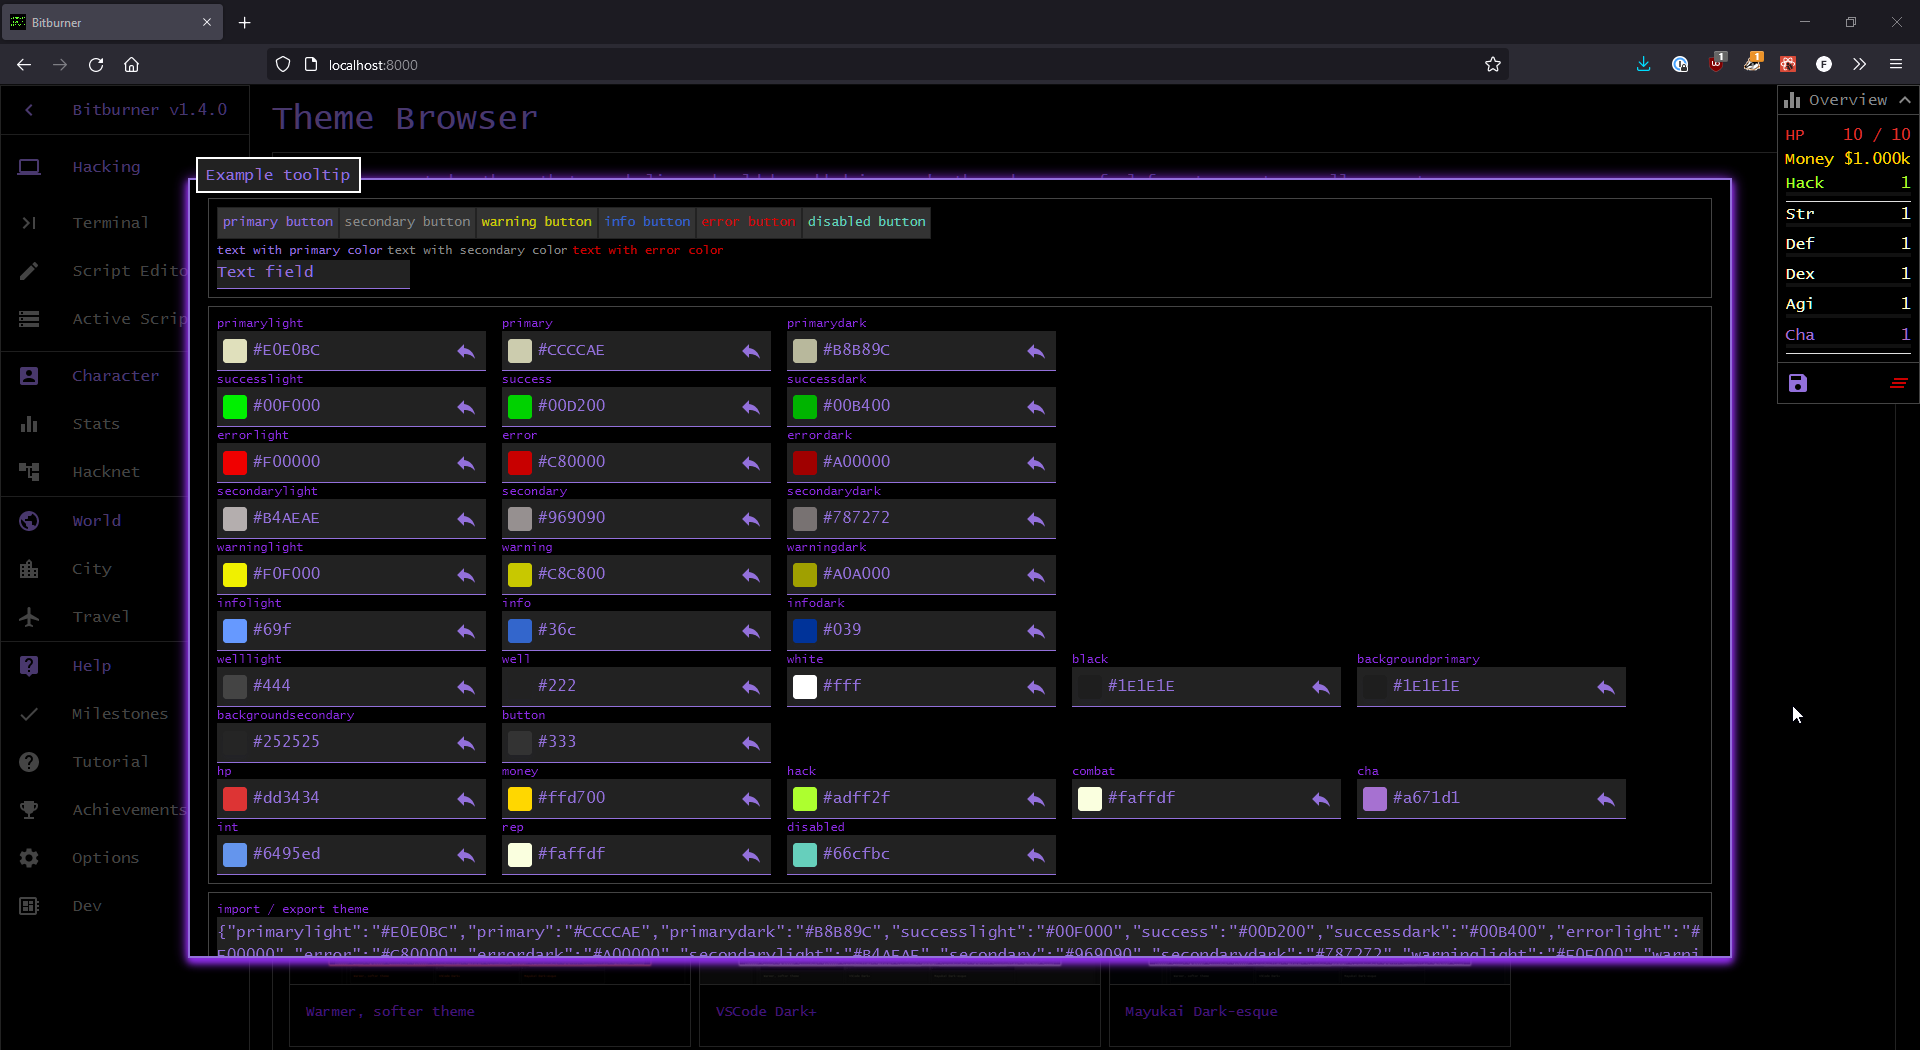 Bitburner
localhost:8000
1
1
F
Bitburner v1.4.0
Hacking
Terminal
Script Edito
Active Scrip
Character
Stats
Hacknet
World
City
Travel
Help
Milestones
Tutorial
Achievements
Options
Dev
Theme Browser
Example tooltip
primary button secondary button warning button info button error button disabled button
text with primary color text with secondary color text with error color
Text field
primarylight primary primarydark
#E0E0BC #CCCCAE #B8B89C
successlight success successdark
#00F000 #00D200 #00B400
errorlight error errordark
#F00000 #C80000 #A00000
secondarylight secondary secondarydark
#B4AEAE #969090 #787272
warninglight warning warningdark
#F0F000 #C8C800 #A0A000
infolight info infodark
#69f #36c #039
welllight well white black backgroundprimary
#444 #222 #fff #1E1E1E #1E1E1E
backgroundsecondary button
#252525 #333
hp money hack combat cha
#dd3434 #ffd700 #adff2f #faffdf #a671d1
int rep disabled
#6495ed #faffdf #66cfbc
import / export theme
{"primarylight":"#E0E0BC","primary":"#CCCCAE","primarydark":"#B8B89C","successlight":"#00F000","success":"#00D200","successdark":"#00B400","errorlight":"#
F00000","error":"#C80000","errordark":"#A00000","secondarylight":"#B4AEAE","secondary":"#969090","secondarydark":"#787272","warninglight":"#F0F000","warni
Warmer, softer theme
VSCode Dark+
Mayukai Dark-esque
Overview
HP 10 / 10
Money $1.000k
Hack 1
Str 1
Def 1
Dex 1
Agi 1
Cha 1